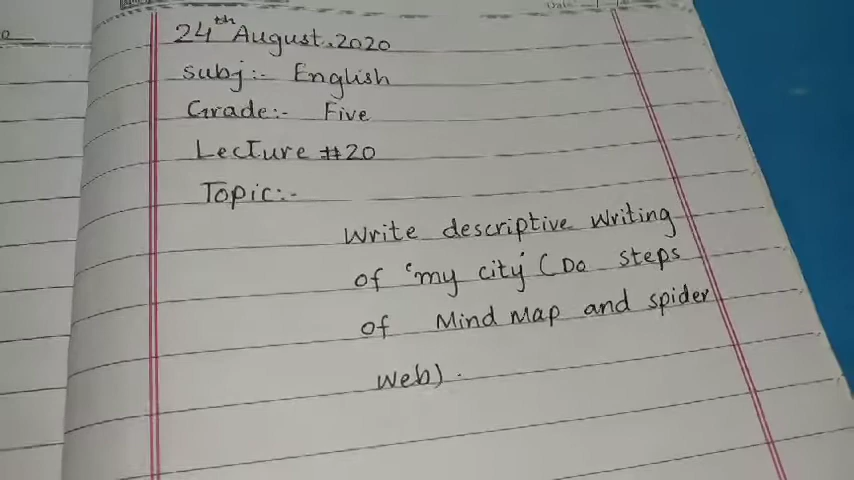 Date
24th August, 2020
subj:- English
Grade:- Five
Lecture #20
Topic:-
Write descriptive writing
of 'my city' (Do steps
of Mind Map and spider
web).